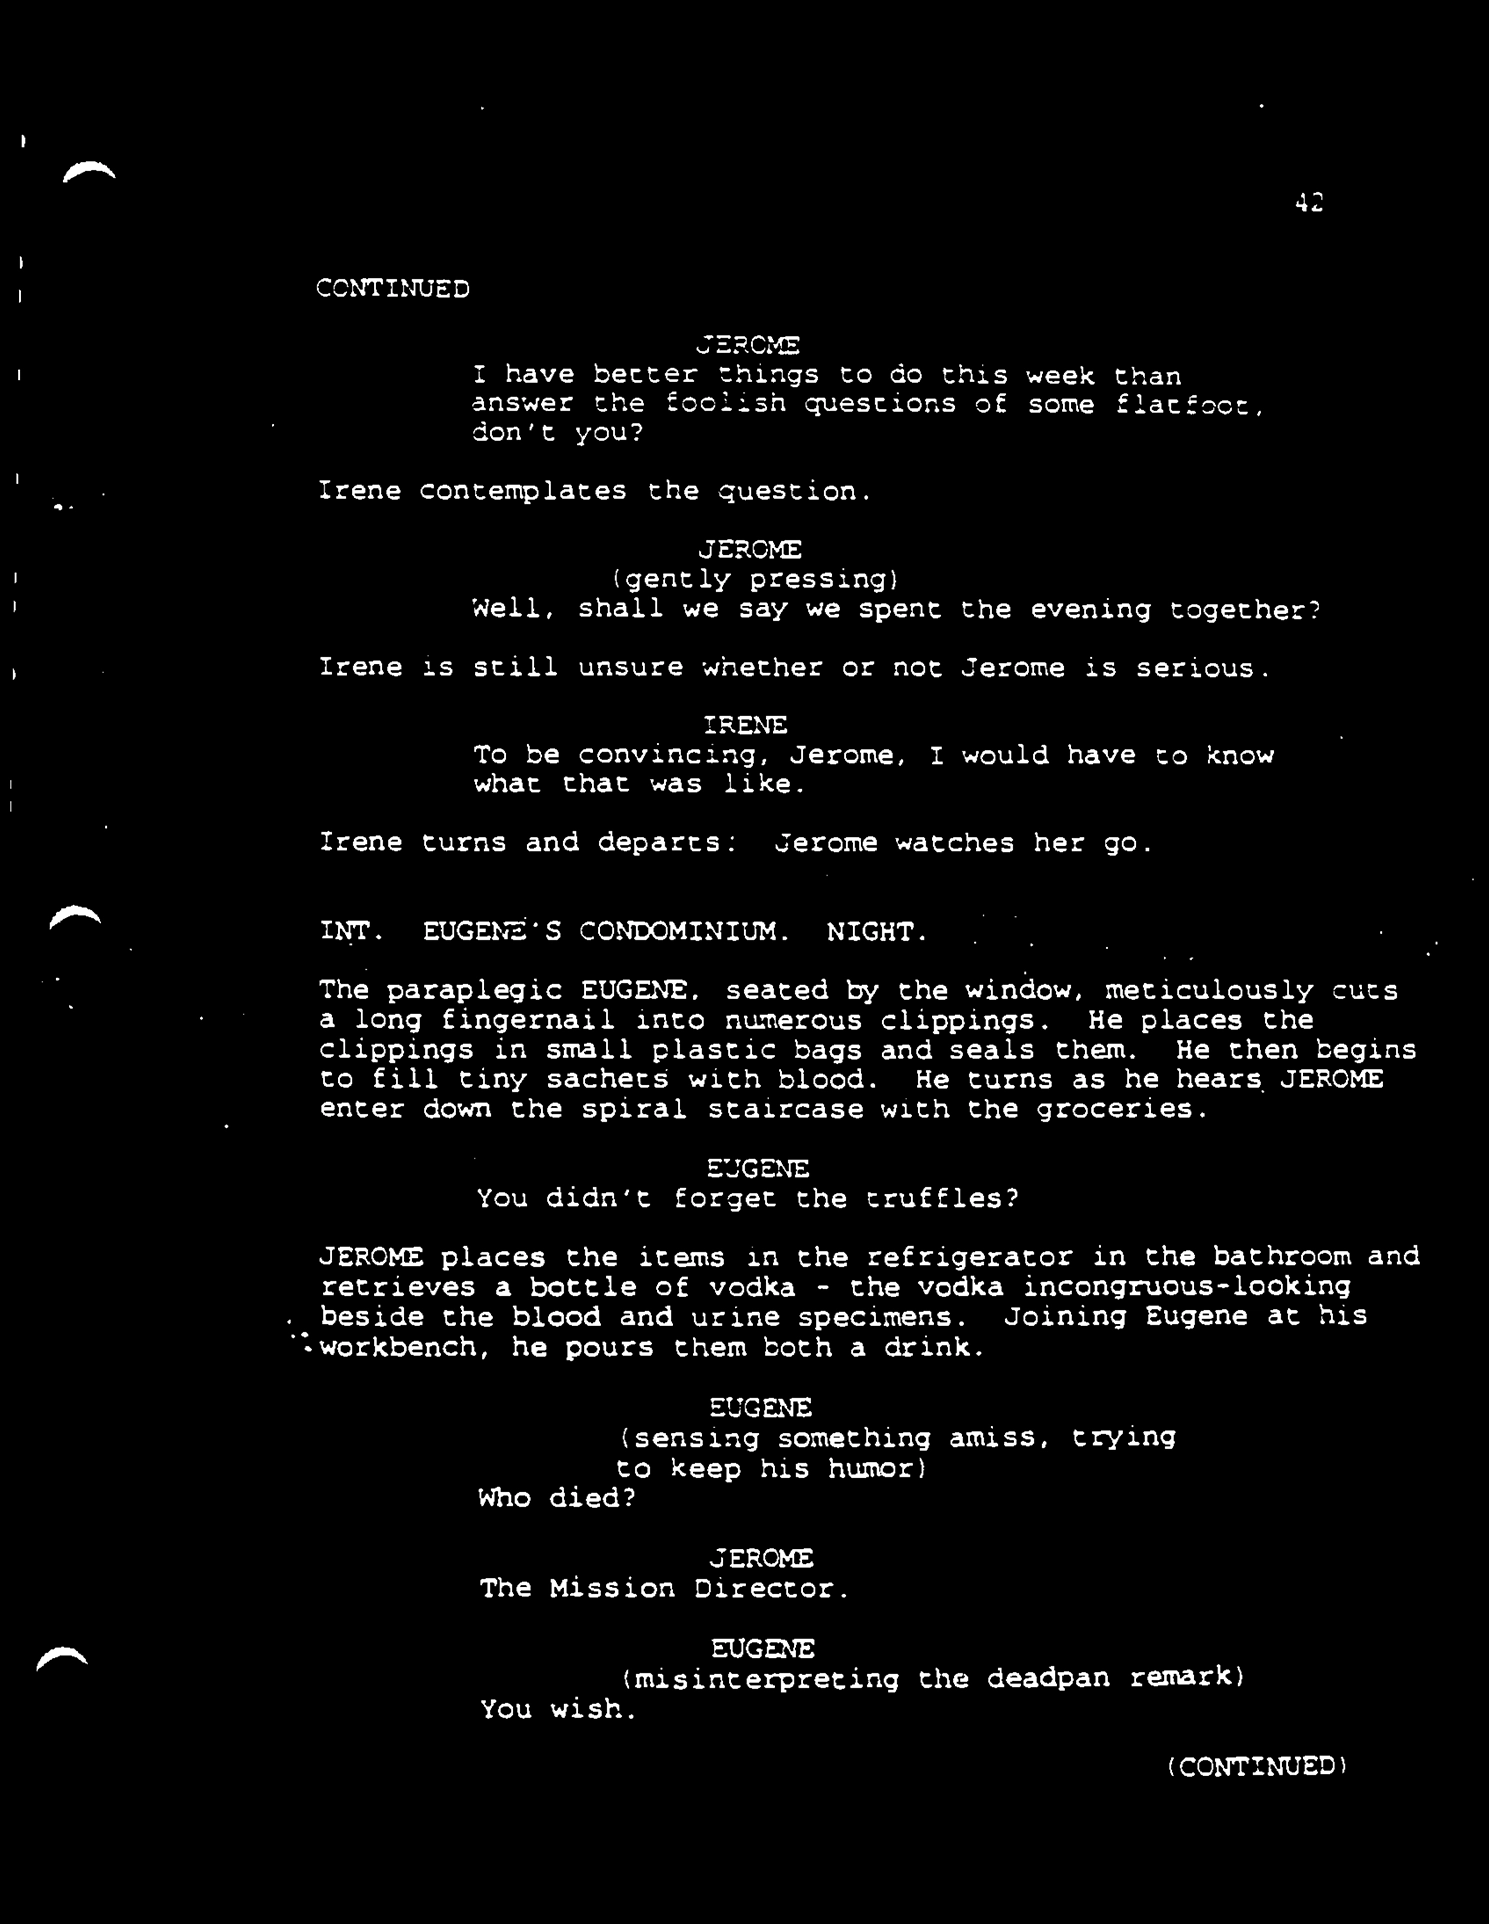 42
CONTINUED
JEROME
I have better things to do this week than
answer the foolish questions of some flatfoot,
don't you?
Irene contemplates the question.
JEROME
(gently pressing)
Well, shall we say we spent the evening together?
Irene is still unsure whether or not Jerome is serious.
IRENE
To be convincing, Jerome, I would have to know
what that was like.
Irene turns and departs: Jerome watches her go.
INT. EUGENE'S CONDOMINIUM. NIGHT.
The paraplegic EUGENE, seated by the window, meticulously cuts
a long fingernail into numerous clippings. He places the
clippings in small plastic bags and seals them. He then begins
to fill tiny sachets with blood. He turns as he hears JEROME
enter down the spiral staircase with the groceries.
EUGENE
You didn't forget the truffles?
JEROME places the items in the refrigerator in the bathroom and
retrieves a bottle of vodka - the vodka incongruous-looking
beside the blood and urine specimens. Joining Eugene at his
workbench, he pours them both a drink.
EUGENE
(sensing something amiss, trying
to keep his humor)
Who died?
JEROME
The Mission Director.
EUGENE
(misinterpreting the deadpan remark)
You wish.
(CONTINUED)